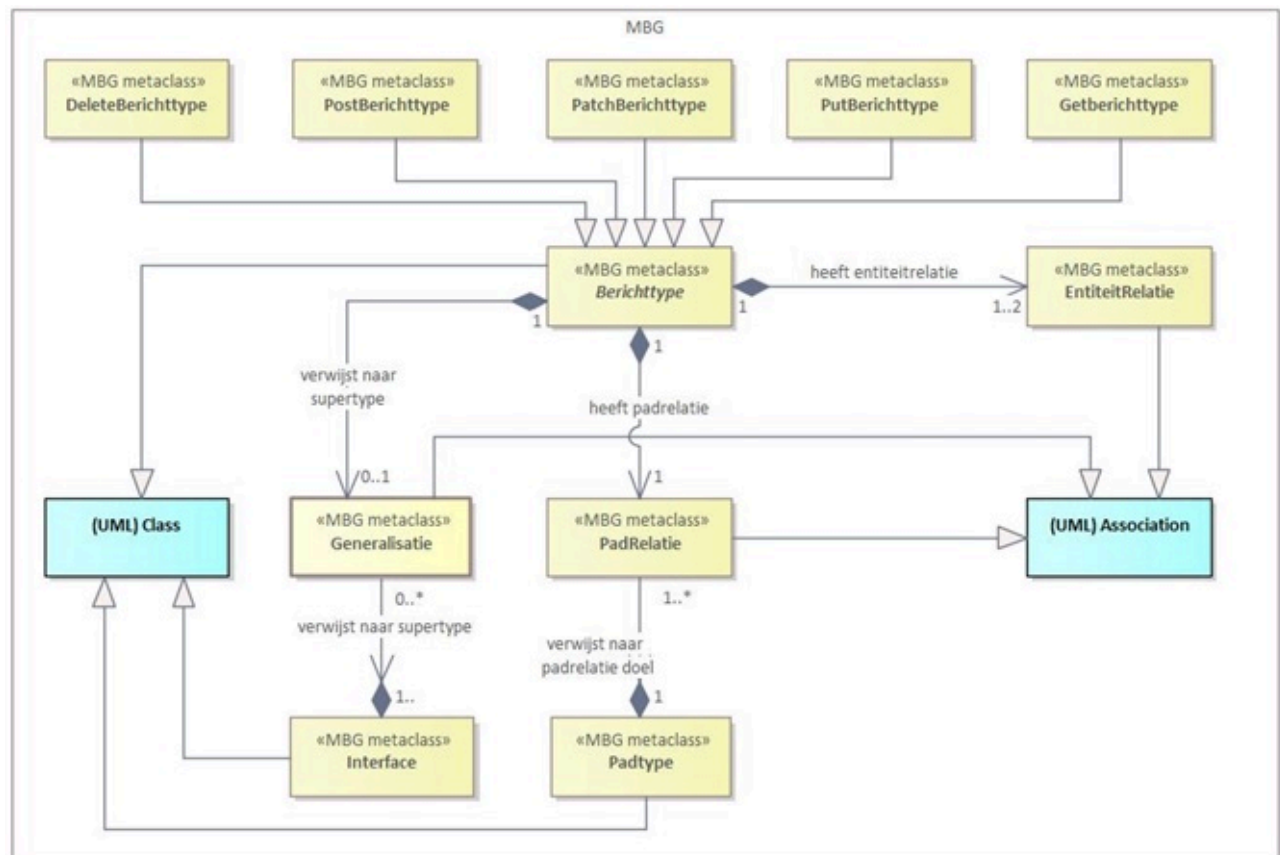 MBG
«MBG metaclass»
DeleteBerichttype
«MBG metaclass»
PostBerichttype
«MBG metaclass»
PatchBerichttype
«MBG metaclass»
PutBerichttype
«MBG metaclass»
Getberichttype
«MBG metaclass»
Berichttype
heeft entiteitrelatie
«MBG metaclass»
EntiteitRelatie
1
1
1
1..2
verwijst naar
supertype
heeft padrelatie
0..1
1
(UML) Class
«MBG metaclass»
Generalisatie
«MBG metaclass»
PadRelatie
(UML) Association
0..*
1..*
verwijst naar supertype
verwijst naar
padrelatie doel
1..
1
«MBG metaclass»
Interface
«MBG metaclass»
Padtype